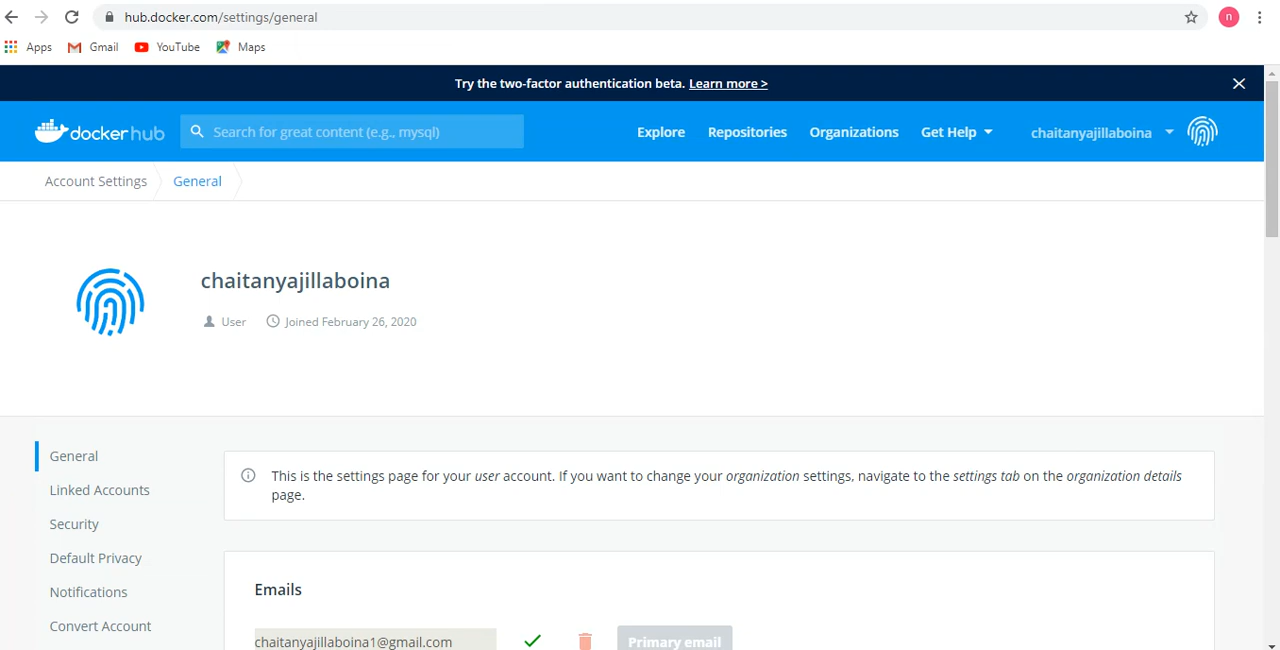 hub.docker.com/settings/general
n
Apps Gmail YouTube Maps
Try the two-factor authentication beta. Learn more >
dockerhub Search for great content (e.g., mysql) Explore Repositories Organizations Get Help chaitanyajillaboina
Account Settings General
chaitanyajillaboina
User Joined February 26, 2020
General
Linked Accounts
Security
Default Privacy
Notifications
Convert Account
This is the settings page for your user account. If you want to change your organization settings, navigate to the settings tab on the organization details
page.
Emails
chaitanyajillaboina1@gmail.com Primary email